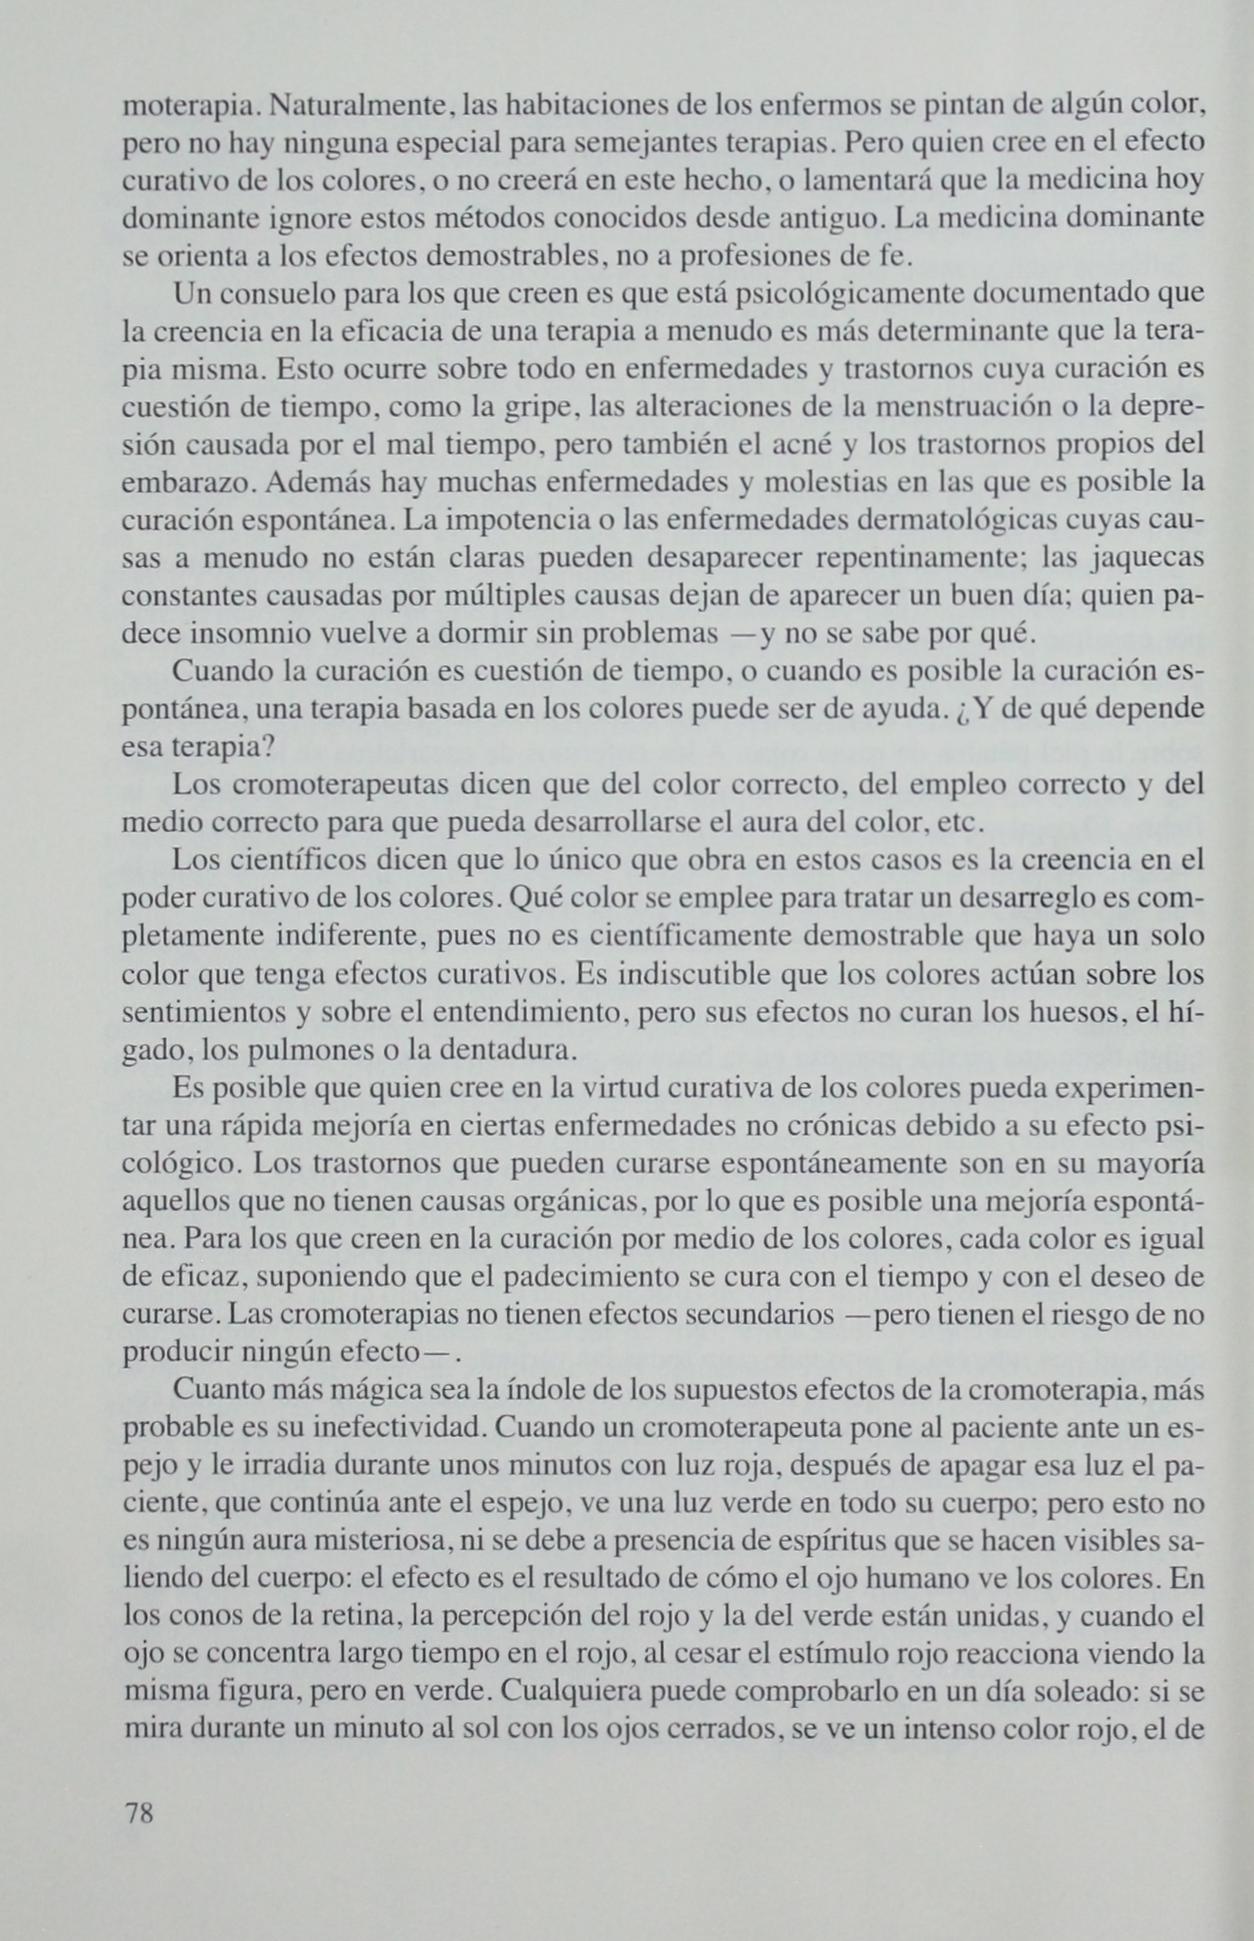 moterapia. Naturalmente, las habitaciones de los enfermos se pintan de algún color,
pero no hay ninguna especial para semejantes terapias. Pero quien cree en el efecto
curativo de los colores, o no creerá en este hecho, o lamentará que la medicina hoy
dominante ignore estos métodos conocidos desde antiguo. La medicina dominante
se orienta a los efectos demostrables, no a profesiones de fe.
Un consuelo para los que creen es que está psicológicamente documentado que
la creencia en la eficacia de una terapia a menudo es más determinante que la tera-
pia misma. Esto ocurre sobre todo en enfermedades y trastornos cuya curación es
cuestión de tiempo, como la gripe, las alteraciones de la menstruación o la depre-
sión causada por el mal tiempo, pero también el acné y los trastornos propios del
embarazo. Además hay muchas enfermedades y molestias en las que es posible la
curación espontánea. La impotencia o las enfermedades dermatológicas cuyas cau-
sas a menudo no están claras pueden desaparecer repentinamente; las jaquecas
constantes causadas por múltiples causas dejan de aparecer un buen día; quien pa-
dece insomnio vuelve a dormir sin problemas —y no se sabe por qué.
Cuando la curación es cuestión de tiempo, o cuando es posible la curación es-
pontánea, una terapia basada en los colores puede ser de ayuda. ¿Y de qué depende
esa terapia?
Los cromoterapeutas dicen que del color correcto, del empleo correcto y del
medio correcto para que pueda desarrollarse el aura del color, etc.
Los científicos dicen que lo único que obra en estos casos es la creencia en el
poder curativo de los colores. Qué color se emplee para tratar un desarreglo es com-
pletamente indiferente, pues no es científicamente demostrable que haya un solo
color que tenga efectos curativos. Es indiscutible que los colores actúan sobre los
sentimientos y sobre el entendimiento, pero sus efectos no curan los huesos, el hí-
gado, los pulmones o la dentadura.
Es posible que quien cree en la virtud curativa de los colores pueda experimen-
tar una rápida mejoría en ciertas enfermedades no crónicas debido a su efecto psi-
cológico. Los trastornos que pueden curarse espontáneamente son en su mayoría
aquellos que no tienen causas orgánicas, por lo que es posible una mejoría espontá-
nea. Para los que creen en la curación por medio de los colores, cada color es igual
de eficaz, suponiendo que el padecimiento se cura con el tiempo y con el deseo de
curarse. Las cromoterapias no tienen efectos secundarios —pero tienen el riesgo de no
producir ningún efecto—.
Cuanto más mágica sea la índole de los supuestos efectos de la cromoterapia, más
probable es su inefectividad. Cuando un cromoterapeuta pone al paciente ante un es-
pejo y le irradia durante unos minutos con luz roja, después de apagar esa luz el pa-
ciente, que continúa ante el espejo, ve una luz verde en todo su cuerpo; pero esto no
es ningún aura misteriosa, ni se debe a presencia de espíritus que se hacen visibles sa-
liendo del cuerpo: el efecto es el resultado de cómo el ojo humano ve los colores. En
los conos de la retina, la percepción del rojo y la del verde están unidas, y cuando el
ojo se concentra largo tiempo en el rojo, al cesar el estímulo rojo reacciona viendo la
misma figura, pero en verde. Cualquiera puede comprobarlo en un día soleado: si se
mira durante un minuto al sol con los ojos cerrados, se ve un intenso color rojo, el de
78